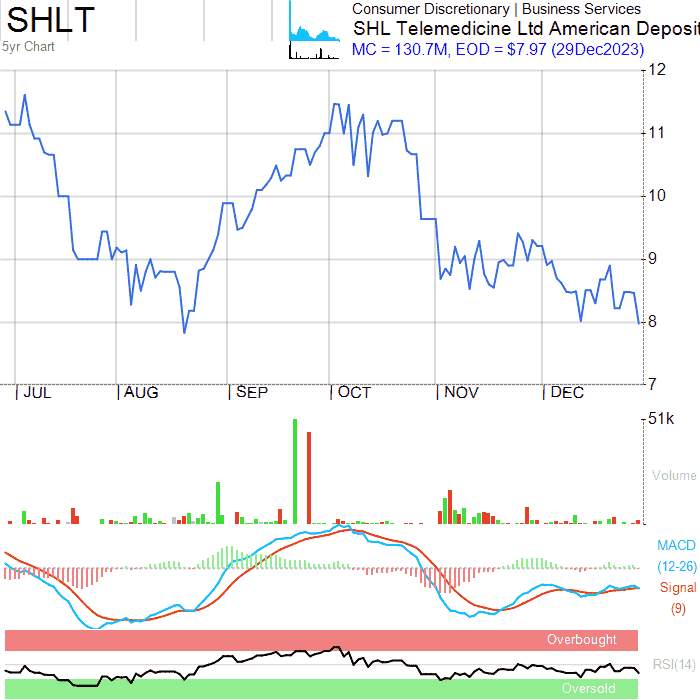 SHLT
Consumer Discretionary | Business Services
SHL Telemedicine Ltd American Deposit
MC = 130.7M, EOD = $7.97 (29Dec2023)
5yr Chart
12
11
10
9
8
7
JUL AUG SEP OCT NOV DEC
51k
Volume
MACD
(12-26)
Signal
(9)
Overbought
RSI(14)
Oversold